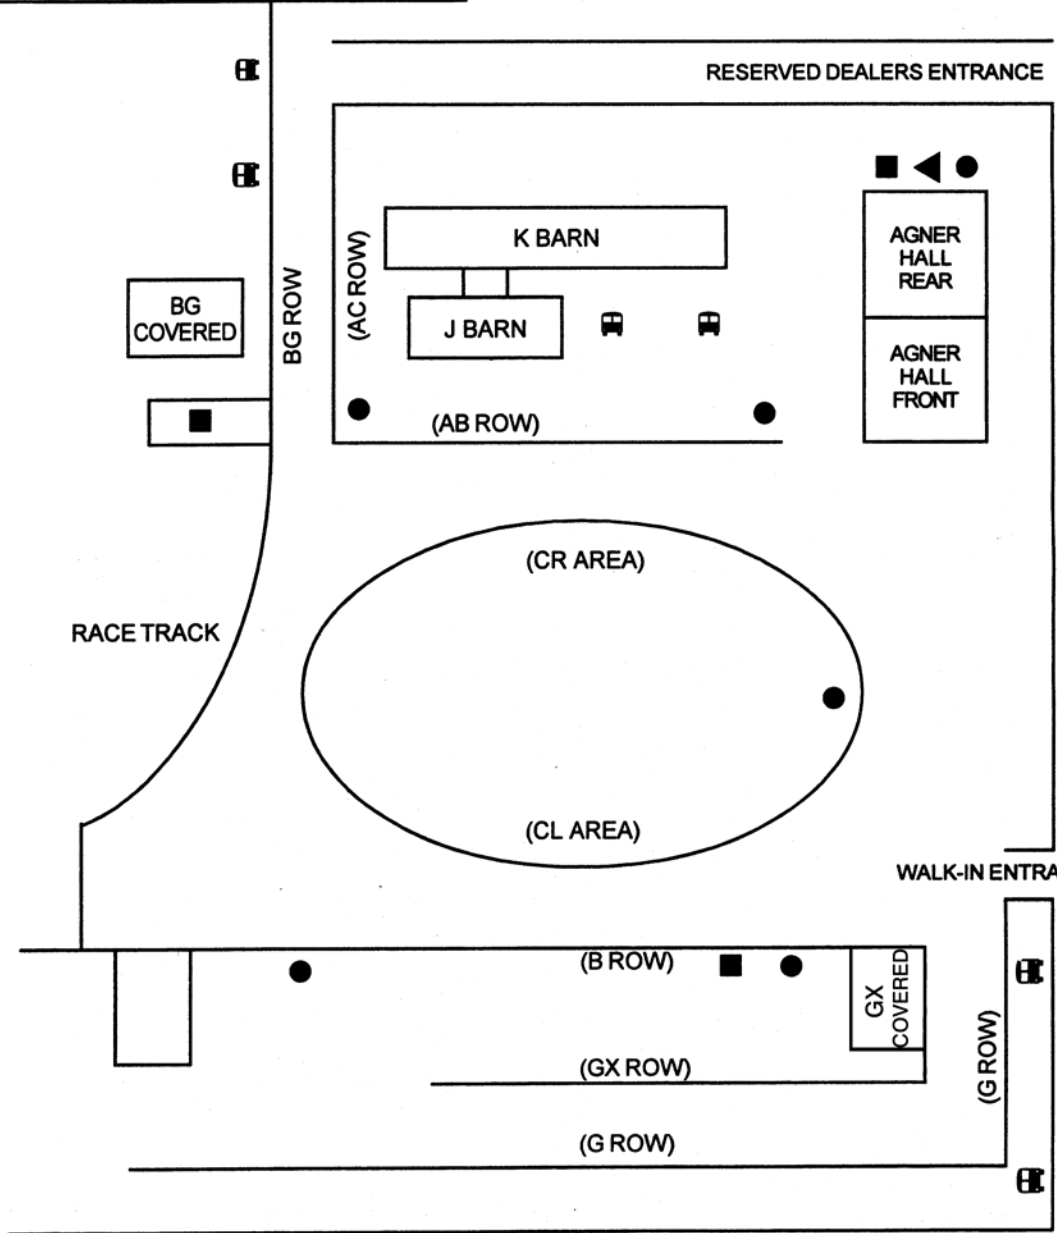 RESERVED DEALERS ENTRANCE
K BARN
AGNER
HALL
REAR
(AC ROW)
BG ROW
BG
COVERED
J BARN
AGNER
HALL
FRONT
(AB ROW)
(CR AREA)
RACE TRACK
(CL AREA)
WALK-IN ENTRA
(B ROW)
GX
COVERED
(G ROW)
(GX ROW)
(G ROW)